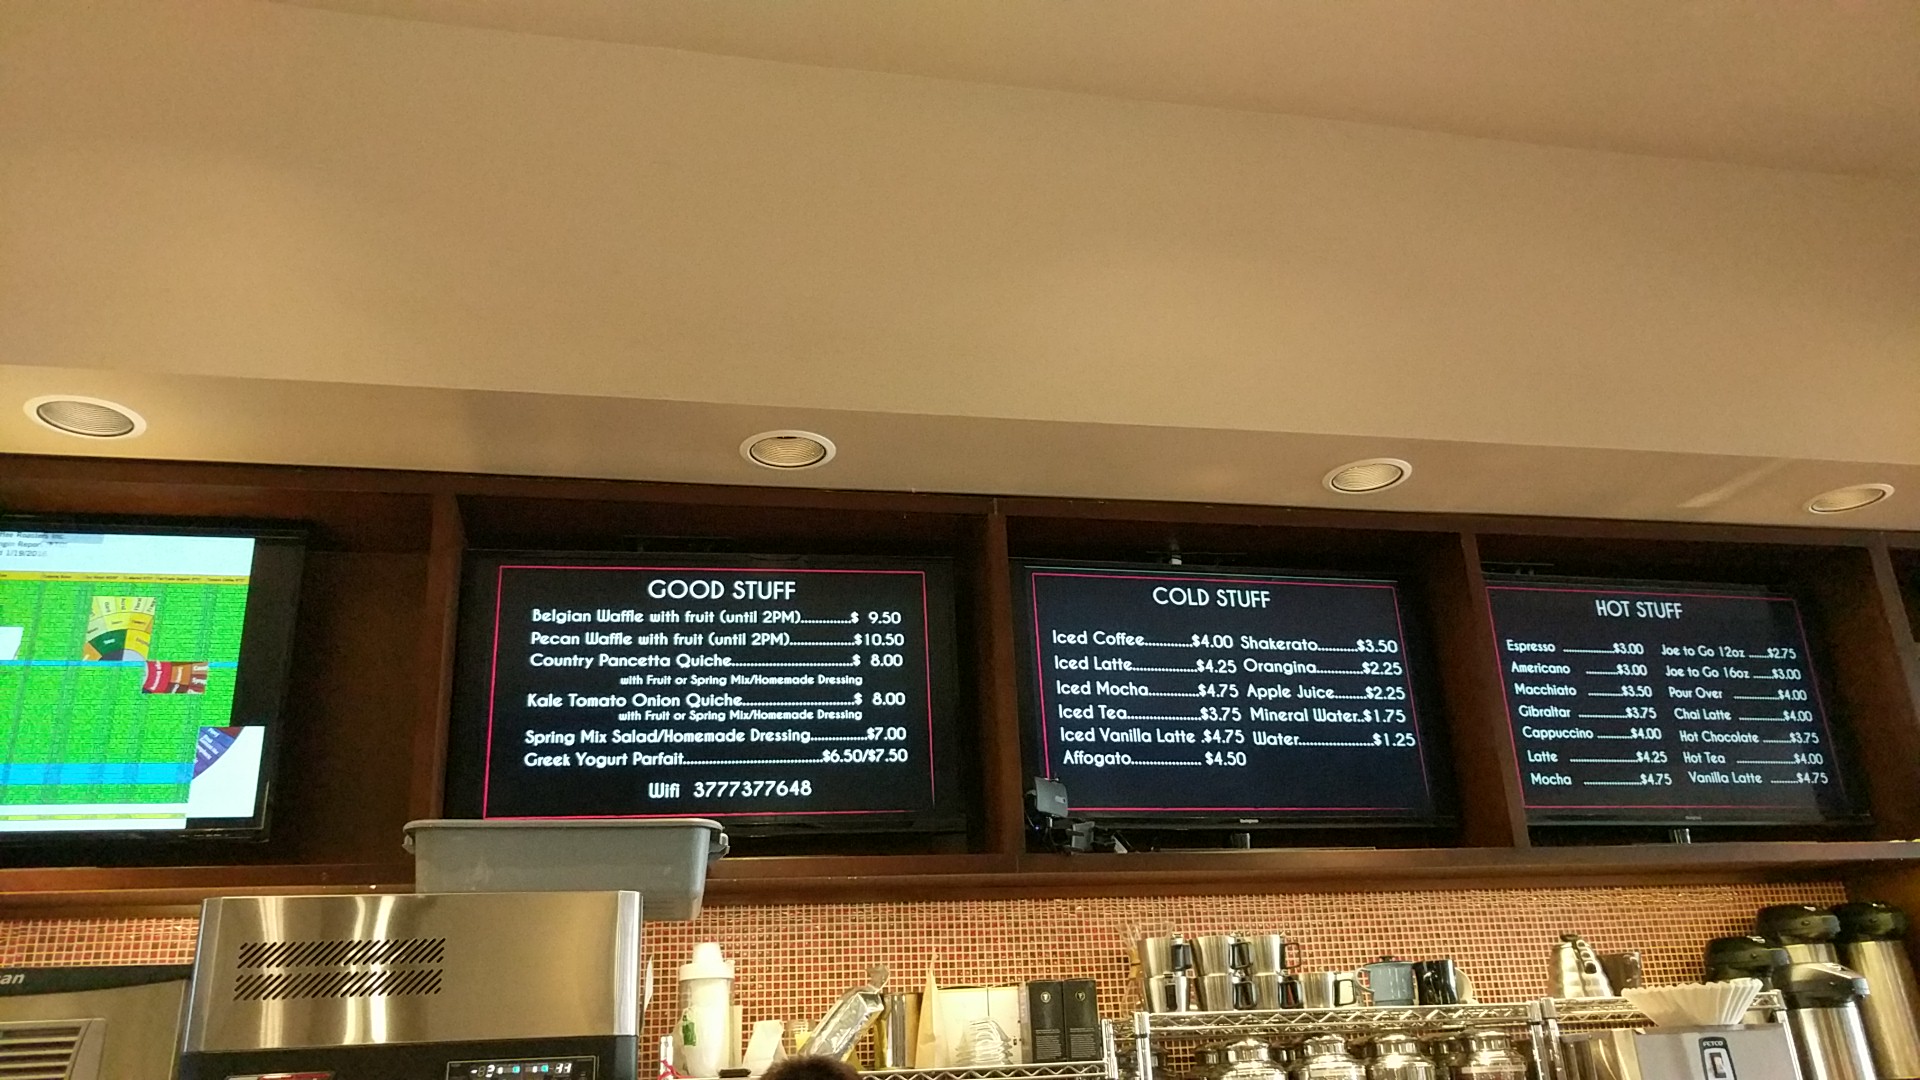 1/19/2016
GOOD STUFF
Belgian Waffle with fruit (until 2PM).............$ 9.50
Pecan Waffle with fruit (until 2PM)................$10.50
Country Pancetta Quiche...............................$ 8.00
with Fruit or Spring Mix/Homemade Dressing
Kale Tomato Onion Quiche............................$ 8.00
with Fruit or Spring Mix/Homemade Dressing
Spring Mix Salad/Homemade Dressing..............$7.00
Greek Yogurt Parfait...................................$6.50/$7.50
Wifi 3777377648
COLD STUFF
Iced Coffee............$4.00 Shakerato..........$3.50
Iced Latte................$4.25 Orangina............$2.25
Iced Mocha.............$4.75 Apple Juice........$2.25
Iced Tea...................$3.75 Mineral Water..$1.75
Iced Vanilla Latte .$4.75 Water....................$1.25
Affogato................. $4.50
HOT STUFF
Espresso ..............$3.00 Joe to Go 12oz ......$2.75
Americano .........$3.00 Joe to Go 16oz ......$3.00
Macchiato .........$3.50 Pour Over ..............$4.00
Gibraltar .............$3.75 Chai Latte ..............$4.00
Cappuccino ........$4.00 Hot Chocolate .......$3.75
Latte ................$4.25 Hot Tea ................$4.00
Mocha ..............$4.75 Vanilla Latte ........$4.75
FETCO